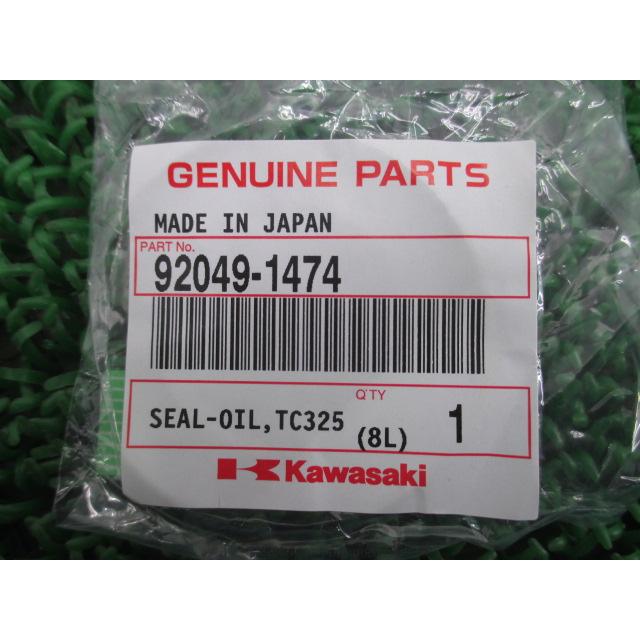 GENUINE PARTS
MADE IN JAPAN
PART No.
92049-1474
Q'TY
SEAL-OIL,TC325 (8L) 1
Kawasaki